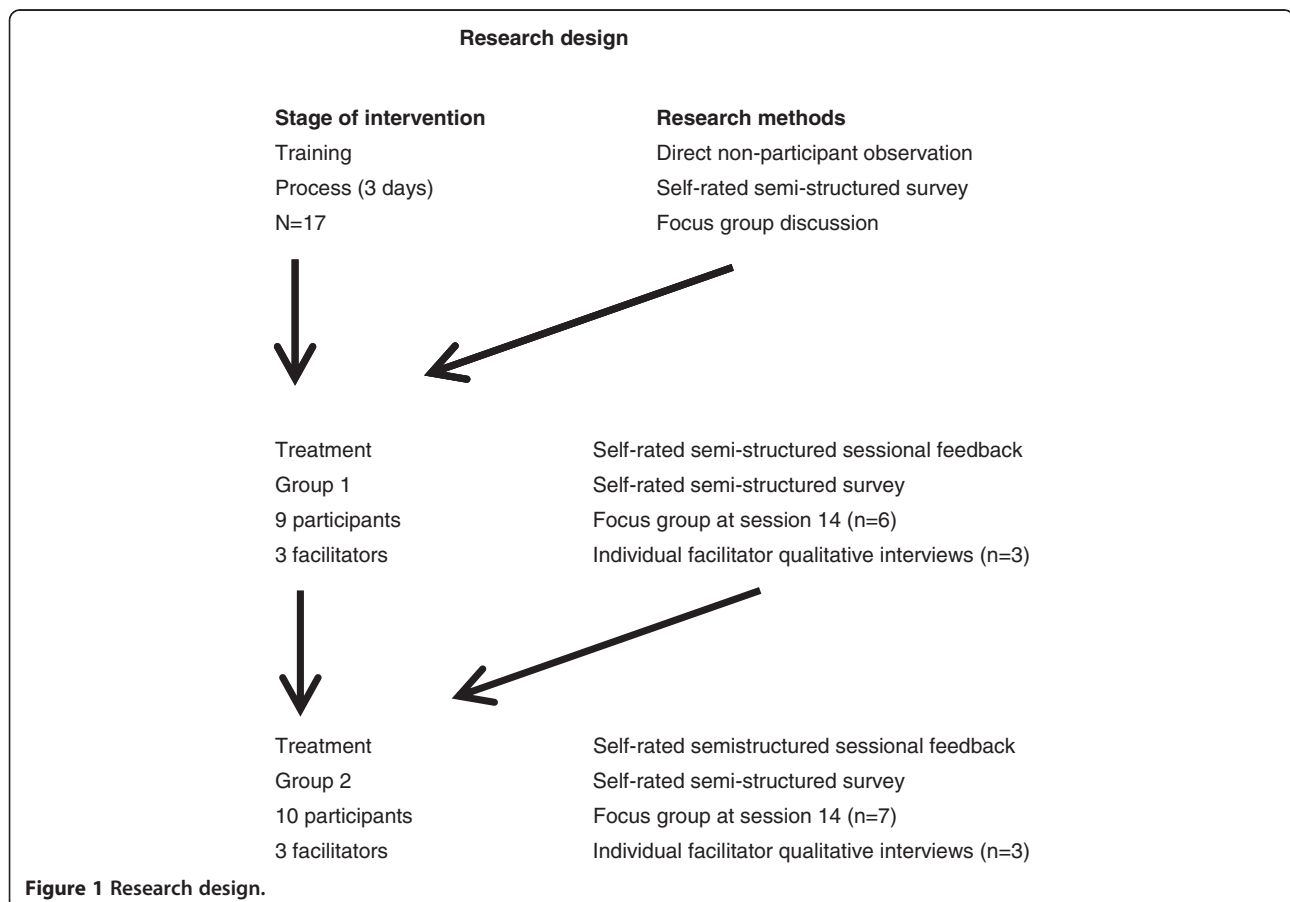 Research design
Stage of intervention Research methods
Training Direct non-participant observation
Process (3 days) Self-rated semi-structured survey
N=17 Focus group discussion
Treatment Self-rated semi-structured sessional feedback
Group 1 Self-rated semi-structured survey
9 participants Focus group at session 14 (n=6)
3 facilitators Individual facilitator qualitative interviews (n=3)
Treatment Self-rated semistructured sessional feedback
Group 2 Self-rated semi-structured survey
10 participants Focus group at session 14 (n=7)
3 facilitators Individual facilitator qualitative interviews (n=3)
Figure 1 Research design.